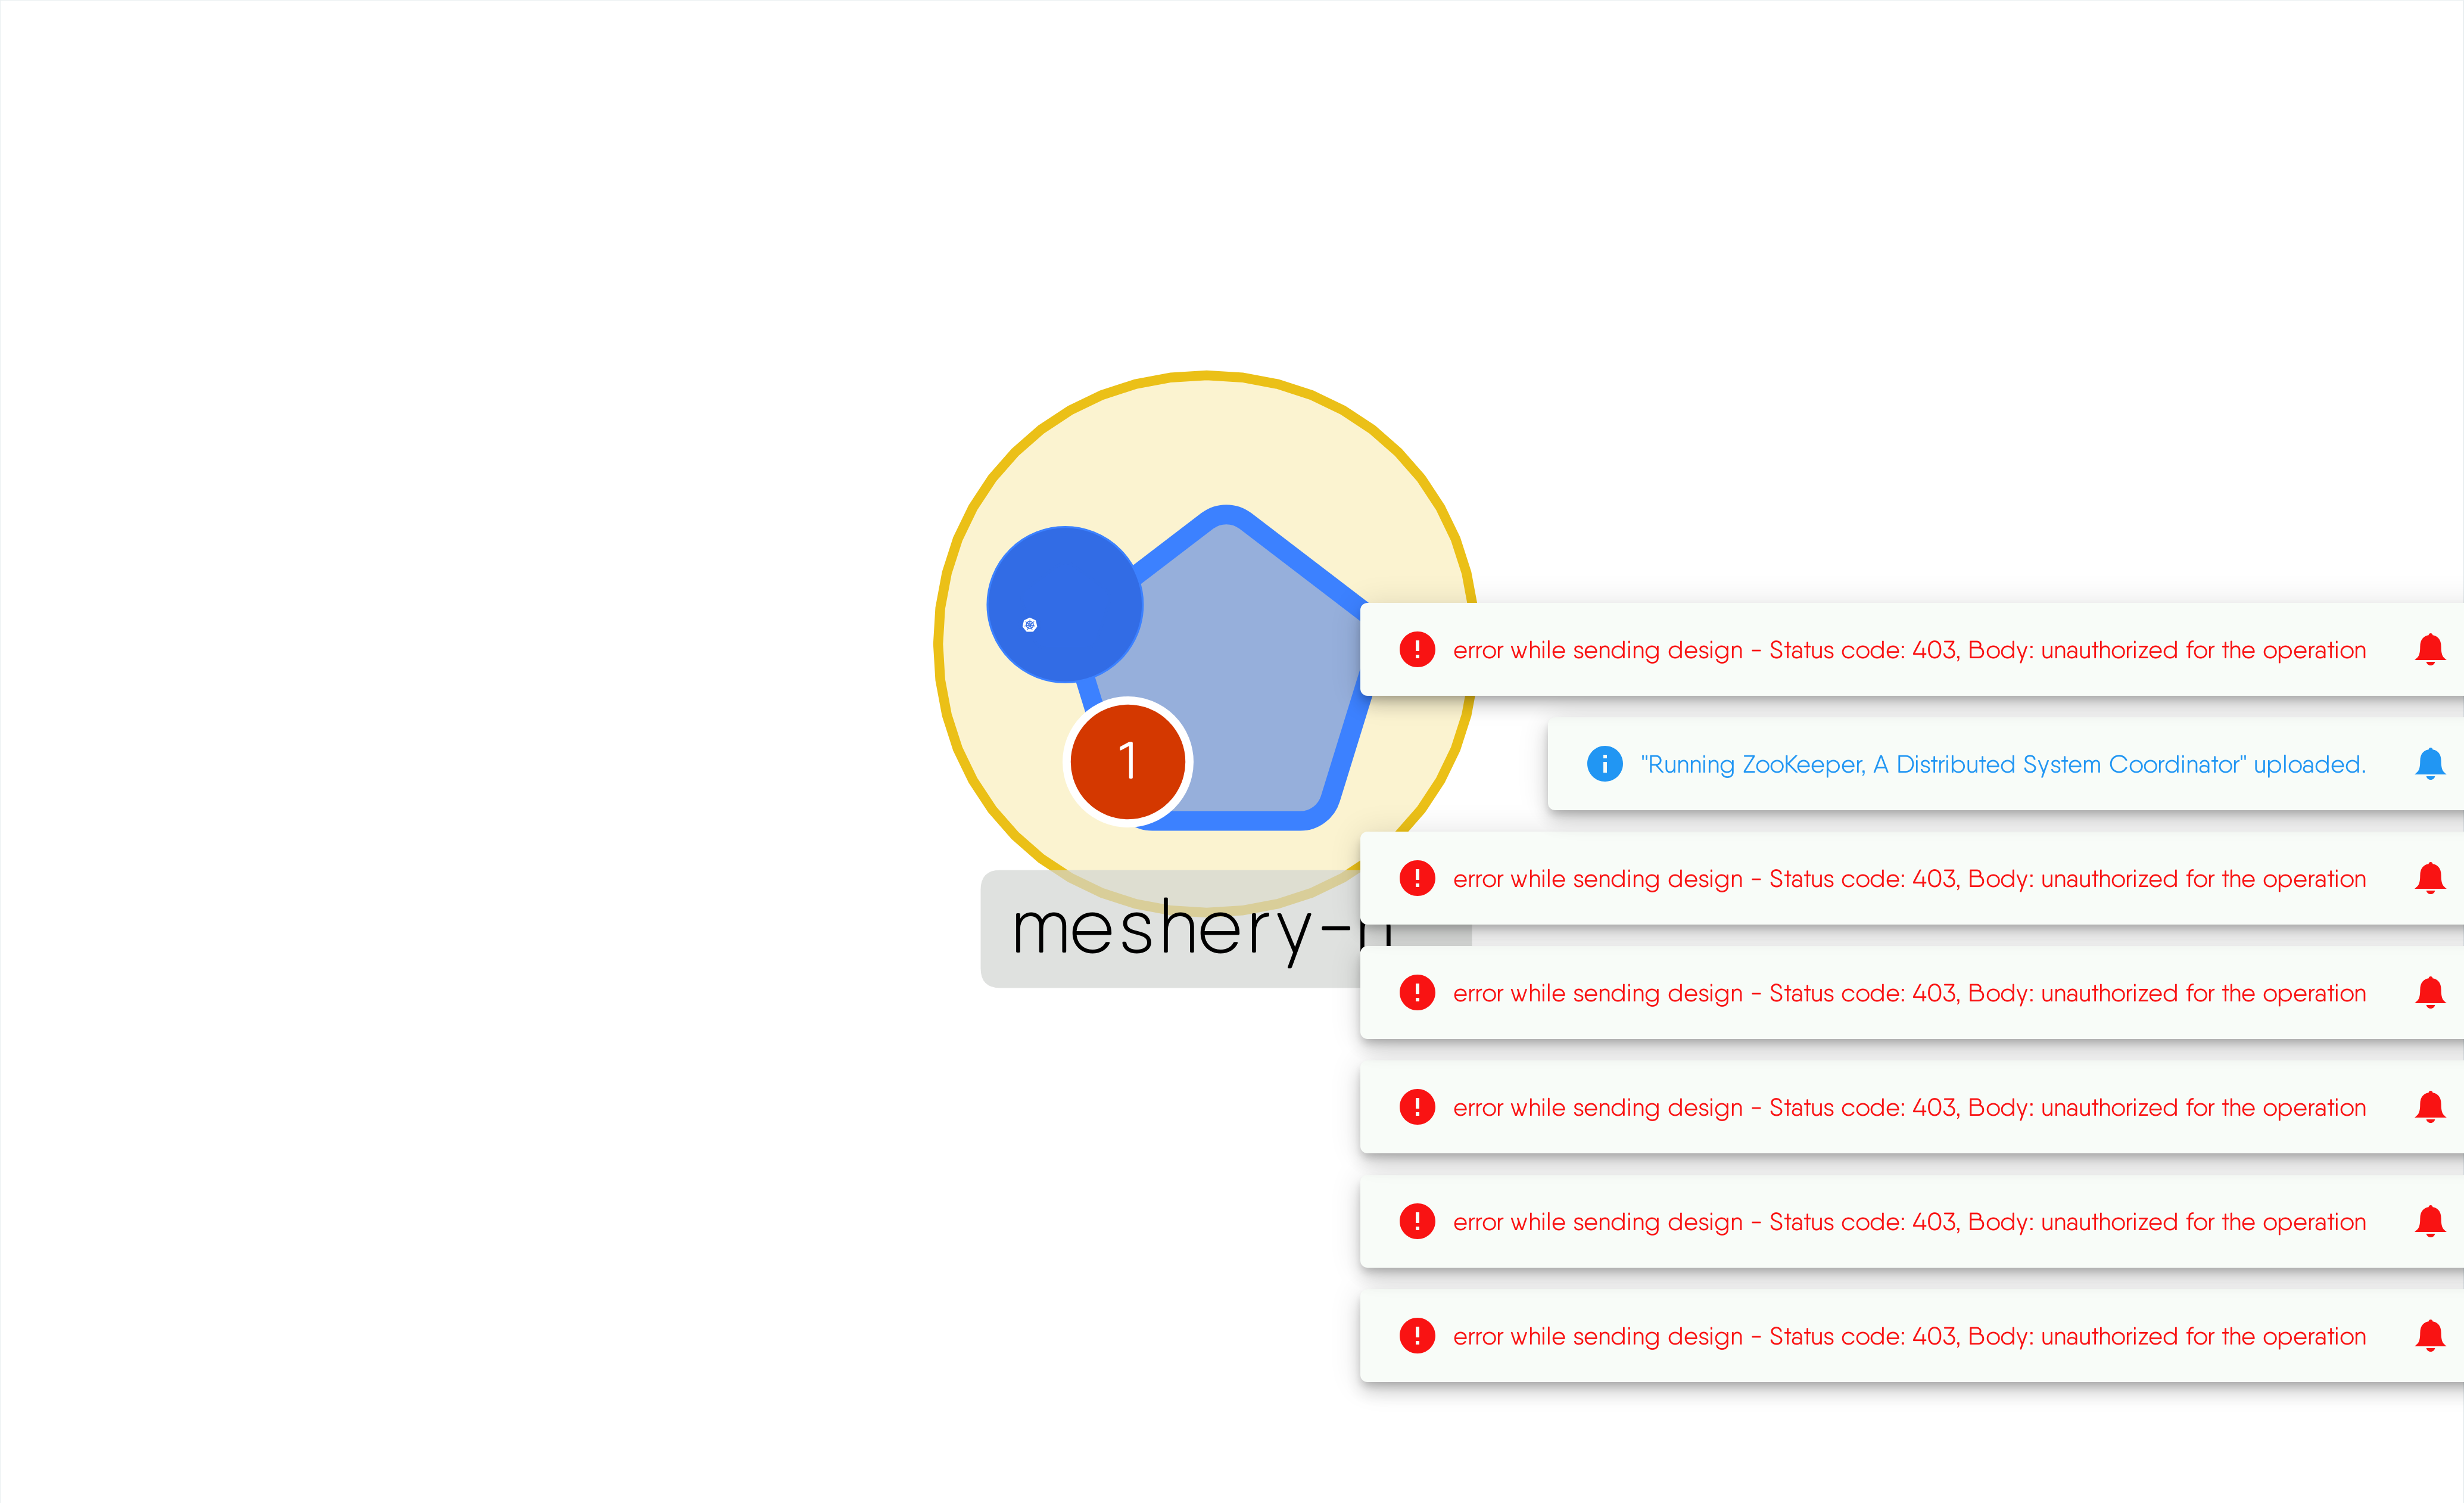 1
meshery-
error while sending design - Status code: 403, Body: unauthorized for the operation
"Running ZooKeeper, A Distributed System Coordinator" uploaded.
error while sending design - Status code: 403, Body: unauthorized for the operation
error while sending design - Status code: 403, Body: unauthorized for the operation
error while sending design - Status code: 403, Body: unauthorized for the operation
error while sending design - Status code: 403, Body: unauthorized for the operation
error while sending design - Status code: 403, Body: unauthorized for the operation